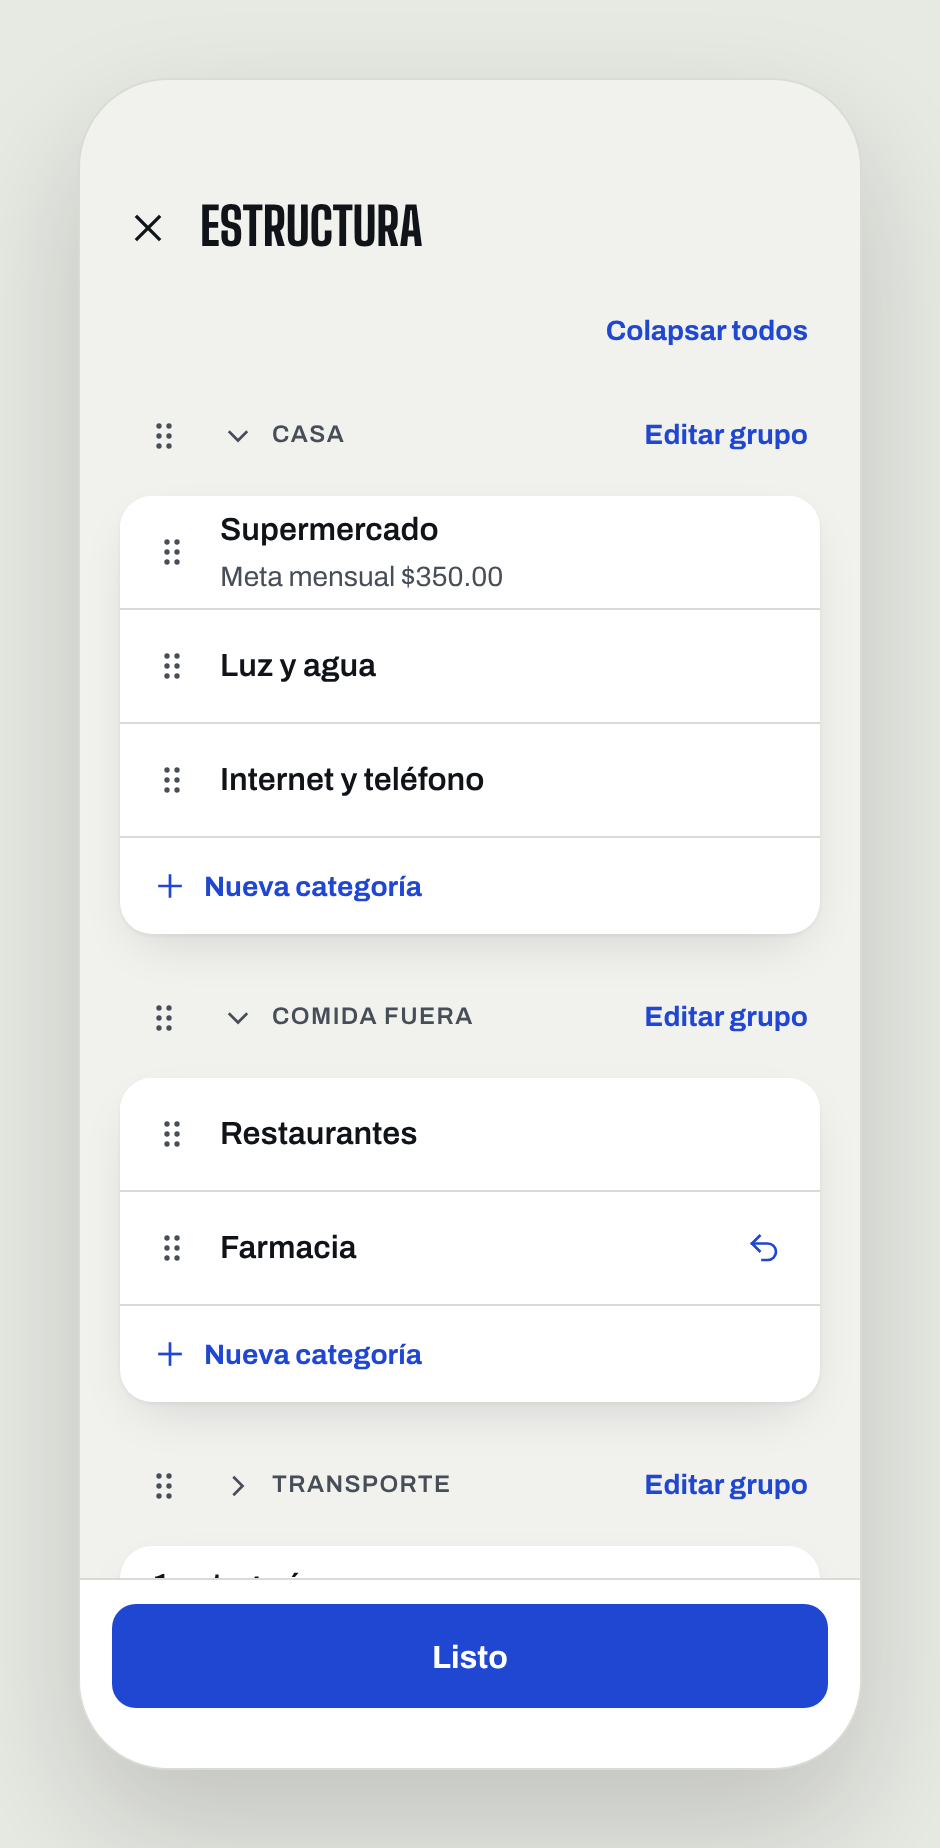 ESTRUCTURA
Colapsar todos
CASA
Editar grupo
Supermercado
Meta mensual $350.00
Luz y agua
Internet y teléfono
Nueva categoría
COMIDA FUERA
Editar grupo
Restaurantes
Farmacia
Nueva categoría
TRANSPORTE
Editar grupo
Listo